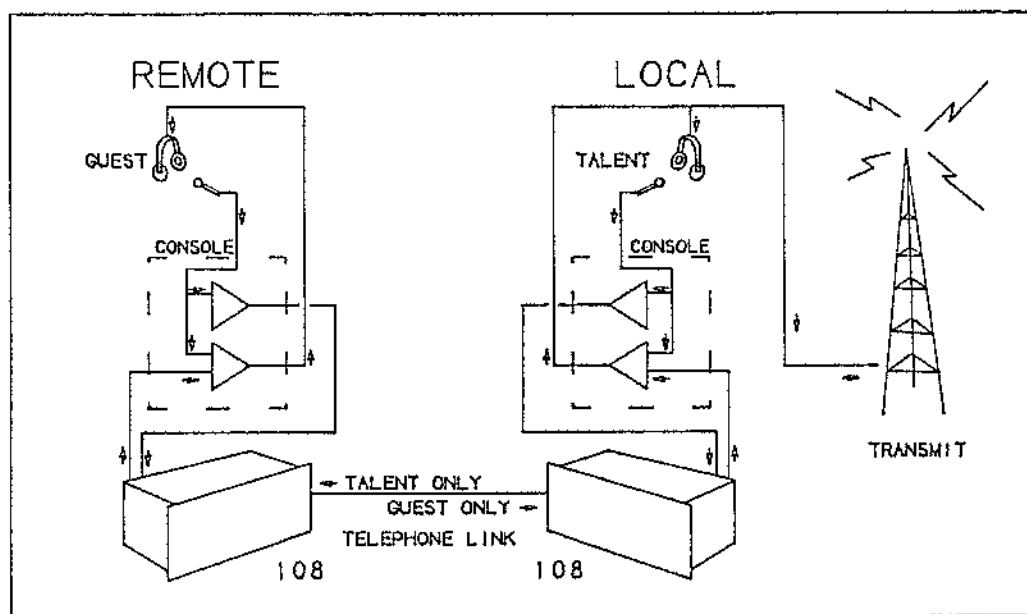 REMOTE
LOCAL
GUEST
TALENT
CONSOLE
CONSOLE
TRANSMIT
TALENT ONLY
GUEST ONLY
TELEPHONE LINK
108
108